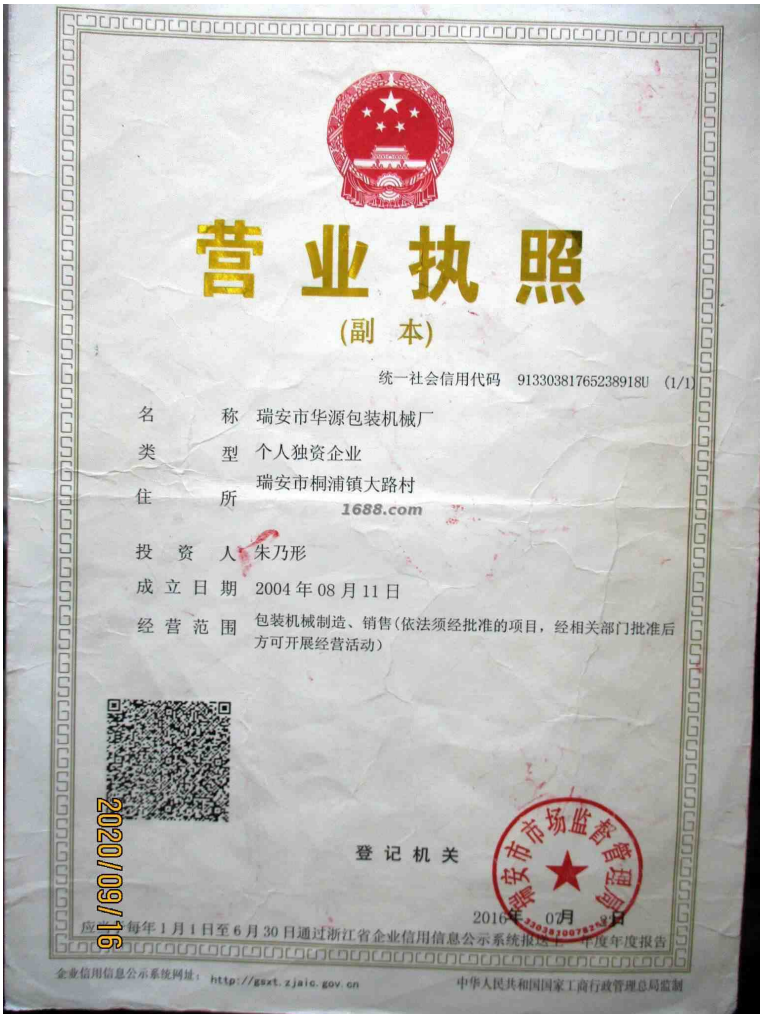 营业执照
(副 本)
统一社会信用代码 91330381765238918U (1/1)
名称 瑞安市华源包装机械厂
类型 个人独资企业
住所 瑞安市桐浦镇大路村
1688.com
投资人 朱乃形
成立日期 2004年08月11日
经营范围 包装机械制造、销售(依法须经批准的项目，经相关部门批准后
方可开展经营活动)
登记机关
瑞安市市场监督管理局
2016年 07月 日
应当 每年1月1日至6月30日通过浙江省企业信用信息公示系统报送上 年度年度报告
企业信用信息公示系统网址： http://gsxt.zjaic.gov.cn
中华人民共和国国家工商行政管理总局监制
2020/09/16